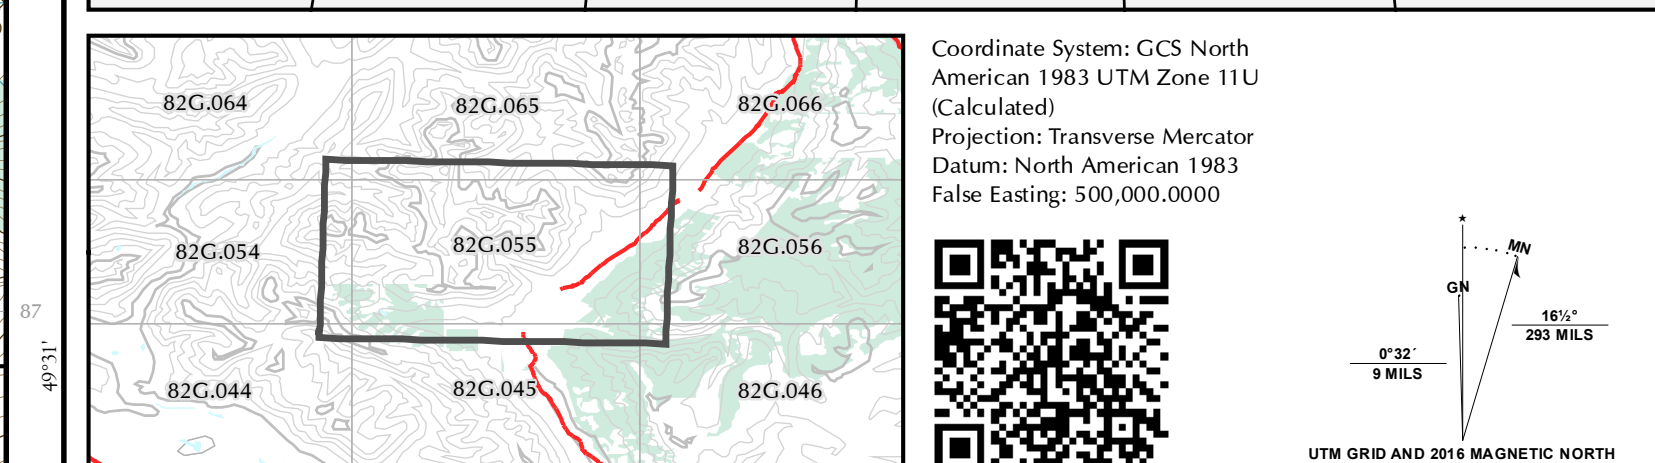 82G.064
82G.065
82G.066
82G.054
82G.055
82G.056
82G.044
82G.045
82G.046
87
49°31'
Coordinate System: GCS North
American 1983 UTM Zone 11U
(Calculated)
Projection: Transverse Mercator
Datum: North American 1983
False Easting: 500,000.0000
MN
GN
16½°
293 MILS
0°32´
9 MILS
UTM GRID AND 2016 MAGNETIC NORTH